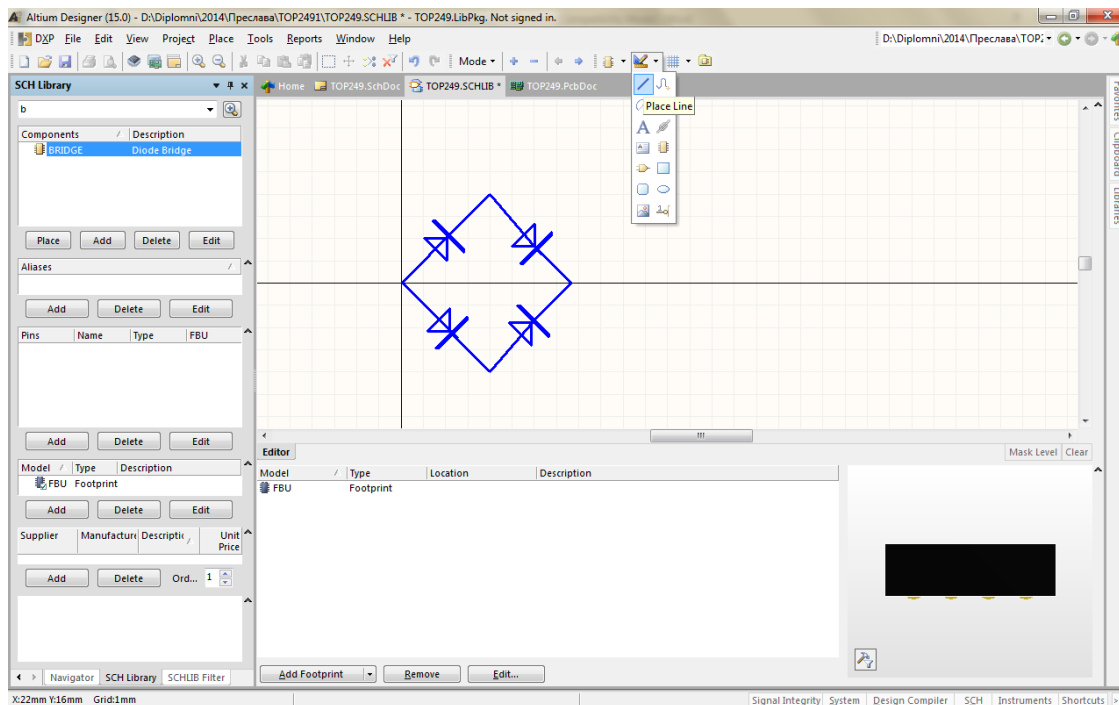 Altium Designer (15.0) - D:\Diplomni\2014\Преслава\TOP2491\TOP249.SCHLIB * - TOP249.LibPkg. Not signed in.
DXP File Edit View Project Place Tools Reports Window Help
D:\Diplomni\2014\Преслава\TOP;
Mode
SCH Library
Home TOP249.SchDoc TOP249.SCHLIB * TOP249.PcbDoc
Place Line
b
Components / Description
BRIDGE Diode Bridge
Place Add Delete Edit
Aliases /
Add Delete Edit
Pins Name Type FBU
Add Delete Edit
Model / Type Description
FBU Footprint
Add Delete Edit
Supplier Manufacture Descriptic / Unit Price
Add Delete Ord... 1
Navigator SCH Library SCHLIB Filter
Favorites
Clipboard
Libraries
Editor
Mask Level Clear
Model / Type Location Description
FBU Footprint
Add Footprint Remove Edit...
X:22mm Y:16mm Grid:1mm
Signal Integrity System Design Compiler SCH Instruments Shortcuts >